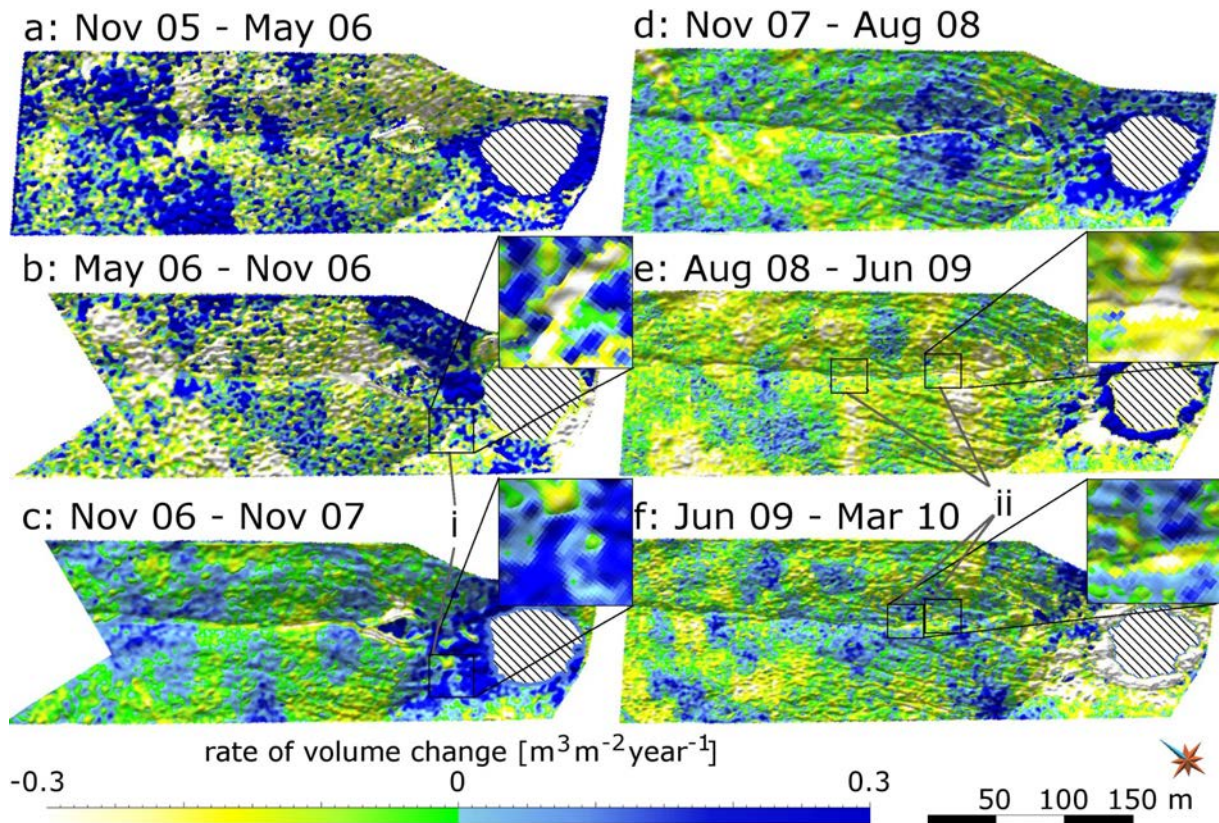 a: Nov 05 - May 06
d: Nov 07 - Aug 08
b: May 06 - Nov 06
e: Aug 08 - Jun 09
i
ii
c: Nov 06 - Nov 07
f: Jun 09 - Mar 10
rate of volume change [m³m⁻²year⁻¹]
-0.3 0 0.3
50 100 150 m